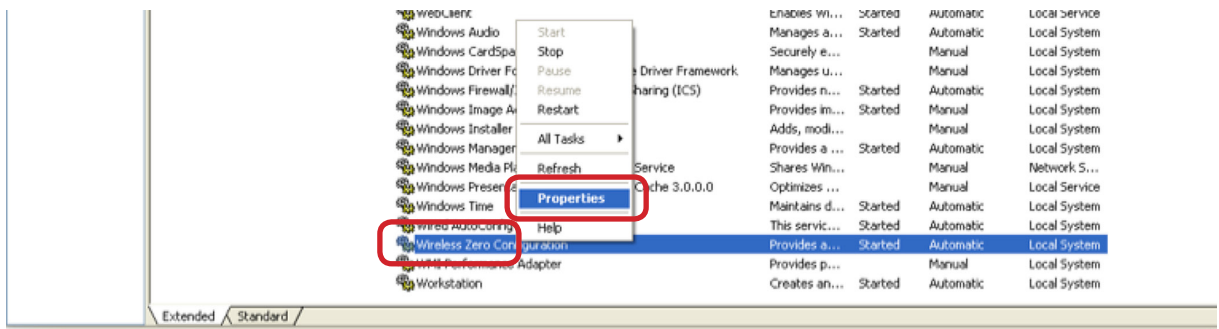 WebClient Enables Wi... Started Automatic Local Service
Windows Audio Start Manages a... Started Automatic Local System
Windows CardSpa Stop Securely e... Manual Local System
Windows Driver Fo Pause e Driver Framework Manages u... Manual Local System
Windows Firewall/ Resume haring (ICS) Provides n... Started Automatic Local System
Windows Image Ac Restart Provides im... Started Manual Local System
Windows Installer Adds, modi... Manual Local System
All Tasks
Windows Manager Provides a ... Started Automatic Local System
Windows Media Pla Refresh Service Shares Win... Manual Network S...
Windows Presenta Properties Cache 3.0.0.0 Optimizes ... Manual Local Service
Windows Time Maintains d... Started Automatic Local System
Wired AutoConfig Help This servic... Started Automatic Local System
Wireless Zero Configuration Provides a... Started Automatic Local System
WMI Performance Adapter Provides p... Manual Local System
Workstation Creates an... Started Automatic Local System
Extended Standard